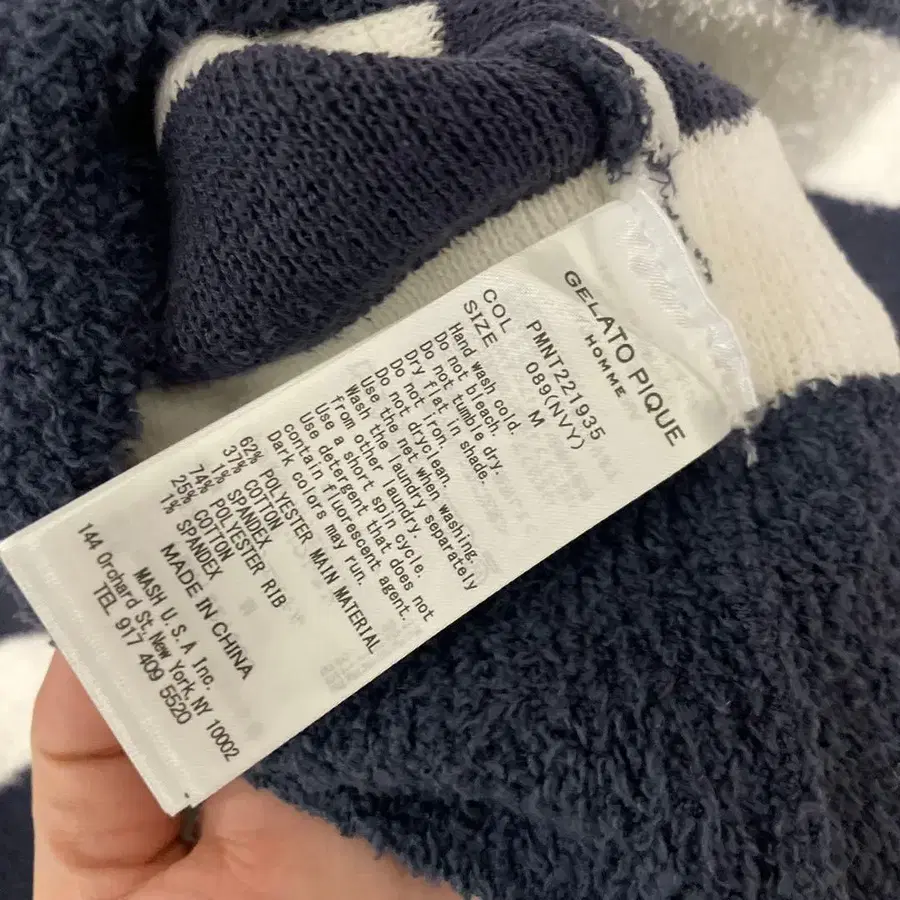 GELATO PIQUE
HOMME
PMNT221935
COL 089(NVY)
SIZE M
Hand wash cold.
Do not bleach.
Do not tumble dry.
Dry flat in shade.
Do not iron.
Do not dryclean.
Use the net when washing.
Wash the laundry separately
from other laundry.
Use a short spin cycle.
Use detergent that does not
contain fluorescent agent.
Dark colors may run.
62% POLYESTER MAIN MATERIAL
37% COTTON
1% SPANDEX
74% POLYESTER RIB
25% COTTON
1% SPANDEX
MADE IN CHINA
MASH U.S.A Inc.
144 Orchard St, New York, NY 10002
TEL 917 409 5520